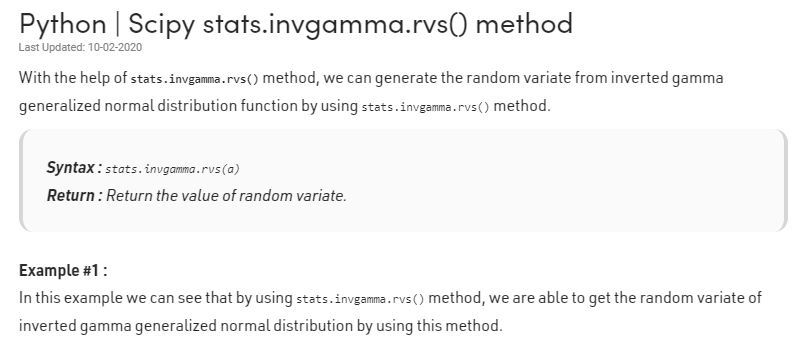 Python | Scipy stats.invgamma.rvs() method
Last Updated: 10-02-2020
With the help of stats.invgamma.rvs() method, we can generate the random variate from inverted gamma
generalized normal distribution function by using stats.invgamma.rvs() method.
Syntax : stats.invgamma.rvs(a)
Return : Return the value of random variate.
Example #1 :
In this example we can see that by using stats.invgamma.rvs() method, we are able to get the random variate of
inverted gamma generalized normal distribution by using this method.